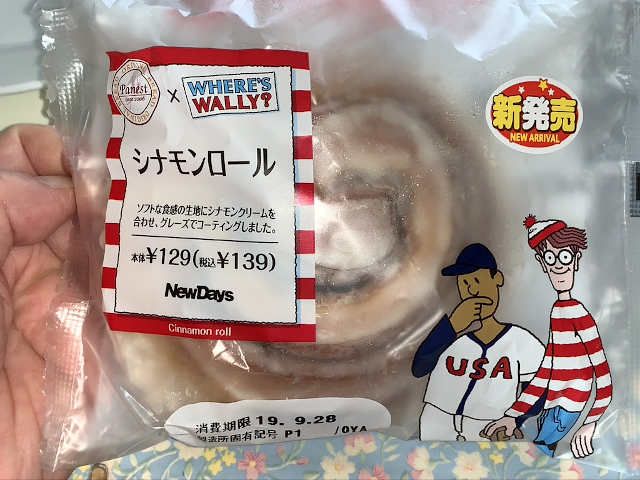 Panest
×
WHERE'S
WALLY?
シナモンロール
ソフトな食感の生地にシナモンクリームを
合わせ、グレーズでコーティングしました。
本体¥129(税込¥139)
NewDays
Cinnamon roll
新発売
NEW ARRIVAL
USA
消費期限 19. 9.28
製造所固有記号 P1 /OYA